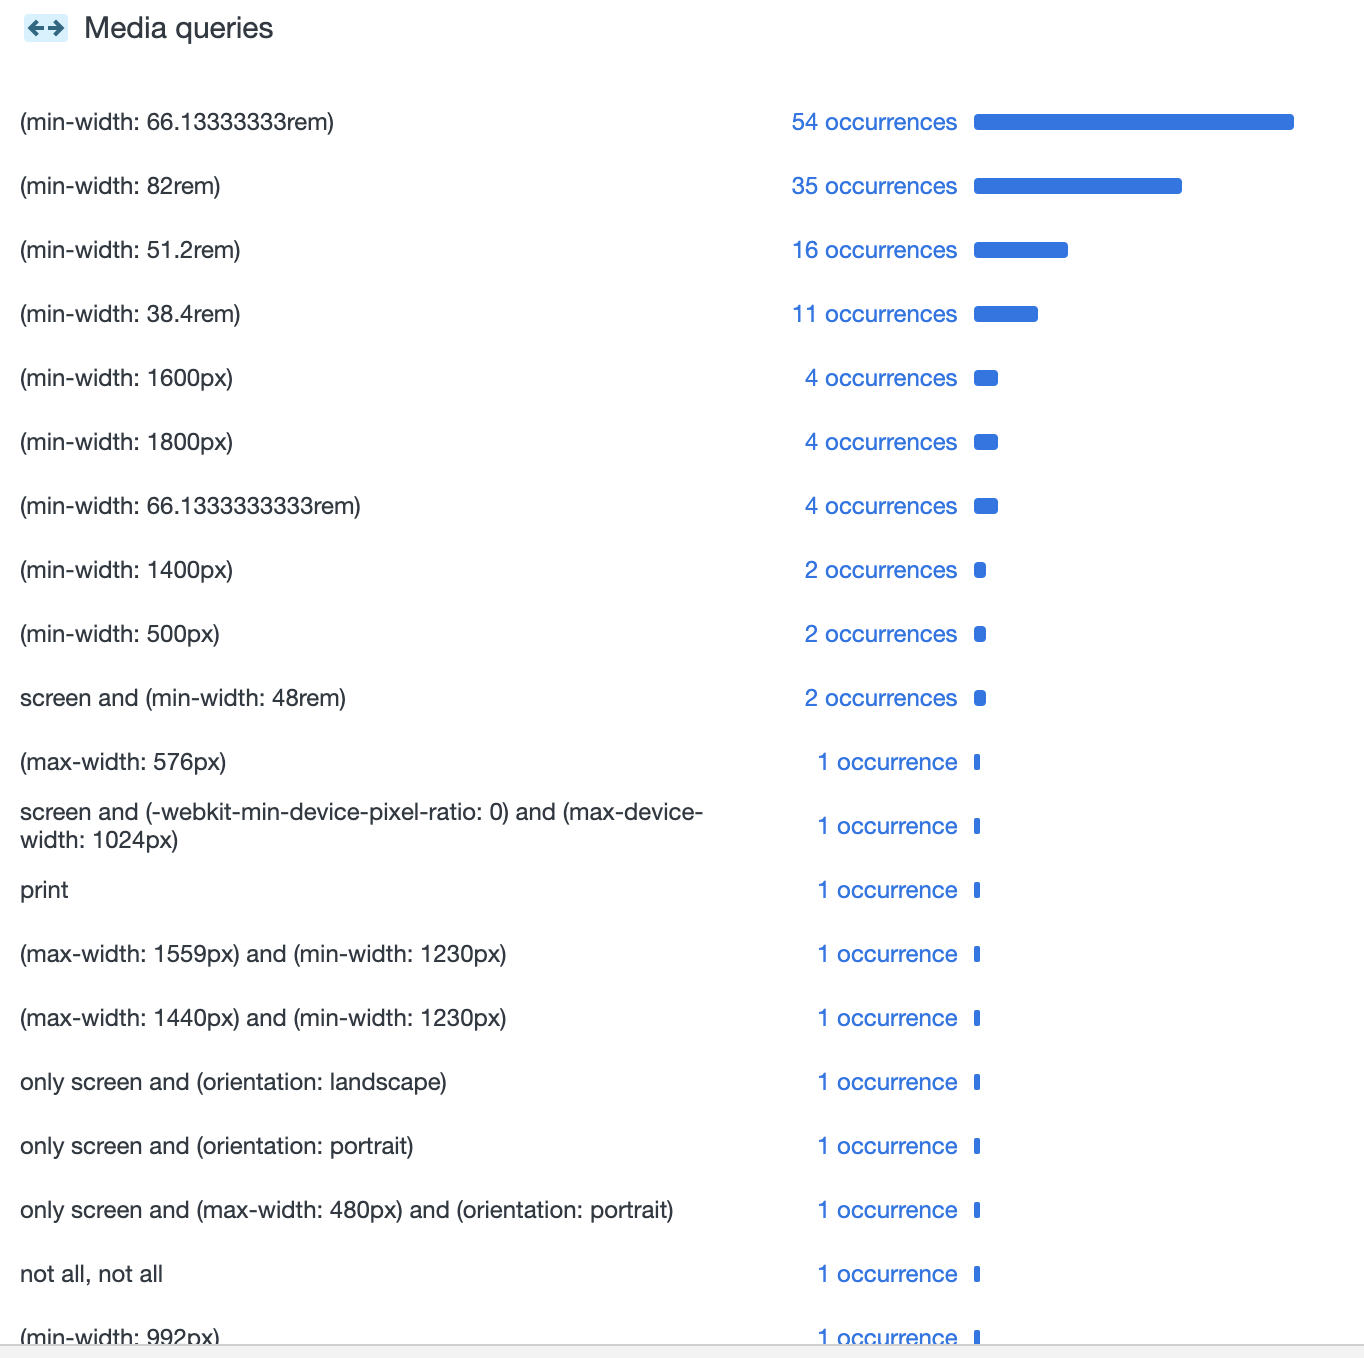 Media queries
(min-width: 66.13333333rem) 54 occurrences
(min-width: 82rem) 35 occurrences
(min-width: 51.2rem) 16 occurrences
(min-width: 38.4rem) 11 occurrences
(min-width: 1600px) 4 occurrences
(min-width: 1800px) 4 occurrences
(min-width: 66.1333333333rem) 4 occurrences
(min-width: 1400px) 2 occurrences
(min-width: 500px) 2 occurrences
screen and (min-width: 48rem) 2 occurrences
(max-width: 576px) 1 occurrence
screen and (-webkit-min-device-pixel-ratio: 0) and (max-device-
width: 1024px) 1 occurrence
print 1 occurrence
(max-width: 1559px) and (min-width: 1230px) 1 occurrence
(max-width: 1440px) and (min-width: 1230px) 1 occurrence
only screen and (orientation: landscape) 1 occurrence
only screen and (orientation: portrait) 1 occurrence
only screen and (max-width: 480px) and (orientation: portrait) 1 occurrence
not all, not all 1 occurrence
(min-width: 992px) 1 occurrence